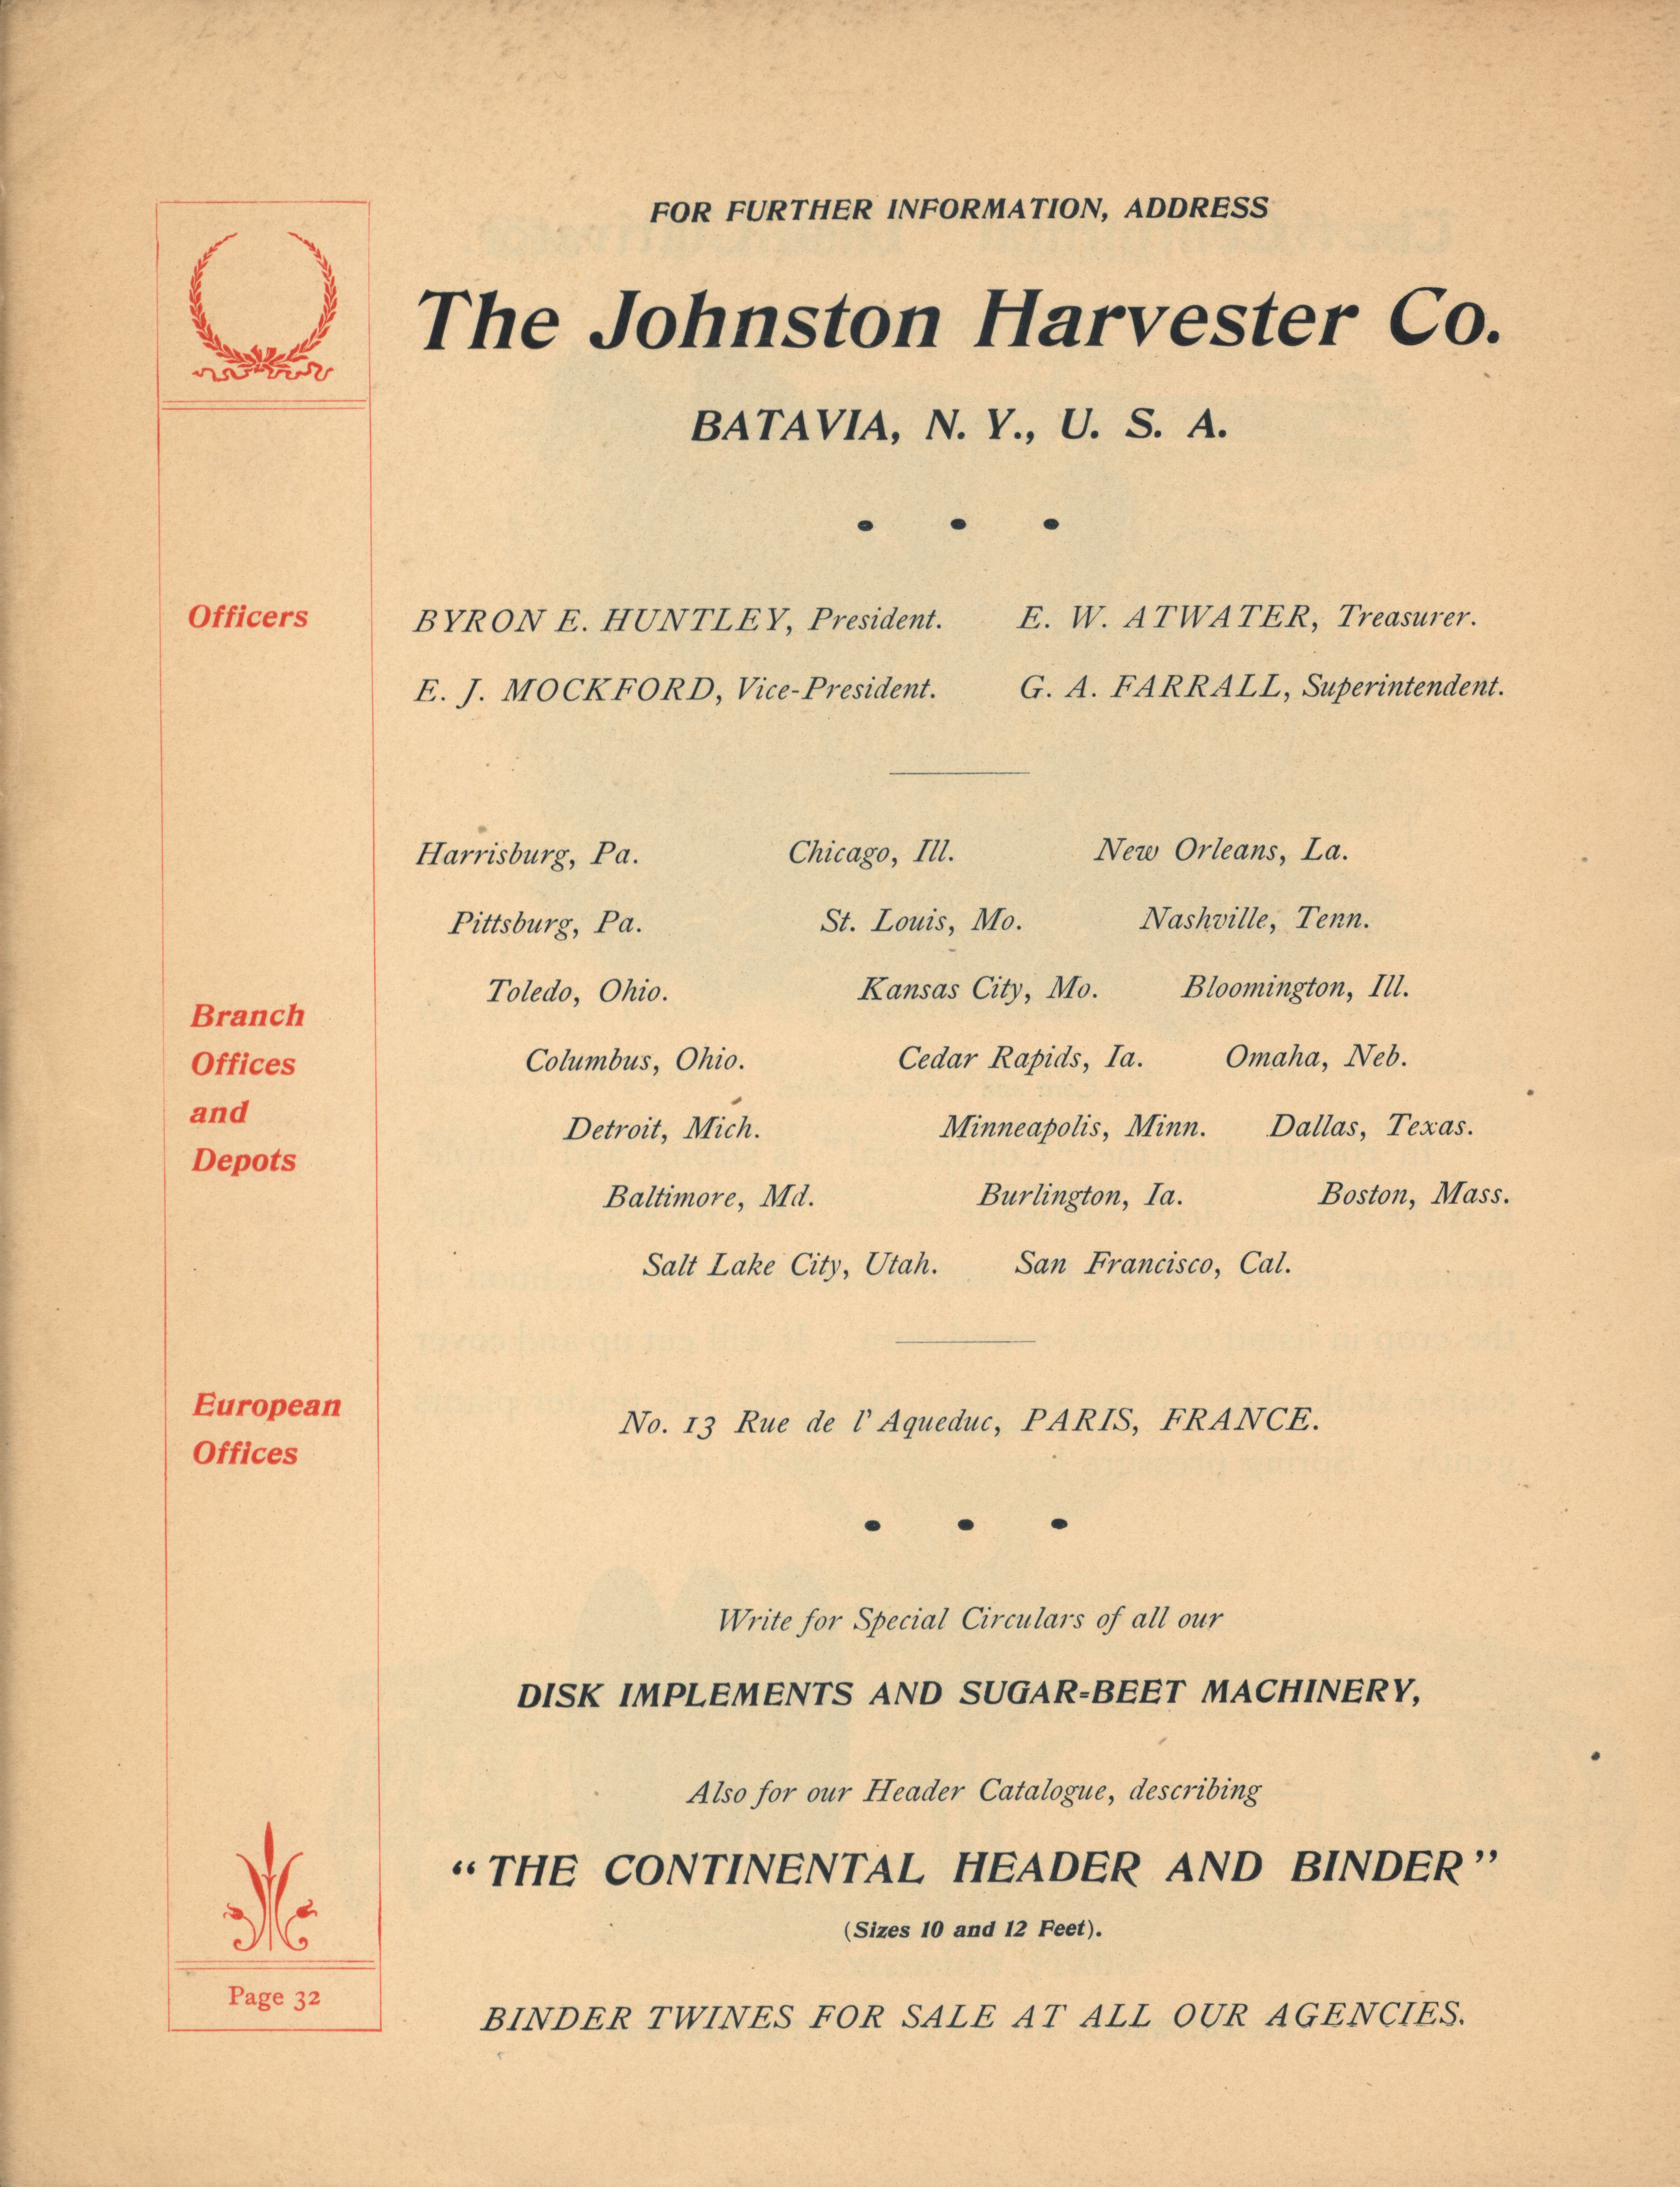 FOR FURTHER INFORMATION, ADDRESS
The Johnston Harvester Co.
BATAVIA, N. Y., U. S. A.
Officers
BYRON E. HUNTLEY, President. E. W. ATWATER, Treasurer.
E. J. MOCKFORD, Vice-President. G. A. FARRALL, Superintendent.
Branch
Offices
and
Depots
Harrisburg, Pa. Chicago, Ill. New Orleans, La.
Pittsburg, Pa. St. Louis, Mo. Nashville, Tenn.
Toledo, Ohio. Kansas City, Mo. Bloomington, Ill.
Columbus, Ohio. Cedar Rapids, Ia. Omaha, Neb.
Detroit, Mich. Minneapolis, Minn. Dallas, Texas.
Baltimore, Md. Burlington, Ia. Boston, Mass.
Salt Lake City, Utah. San Francisco, Cal.
European
Offices
No. 13 Rue de l' Aqueduc, PARIS, FRANCE.
Write for Special Circulars of all our
DISK IMPLEMENTS AND SUGAR-BEET MACHINERY,
Also for our Header Catalogue, describing
“THE CONTINENTAL HEADER AND BINDER”
(Sizes 10 and 12 Feet).
BINDER TWINES FOR SALE AT ALL OUR AGENCIES.
Page 32